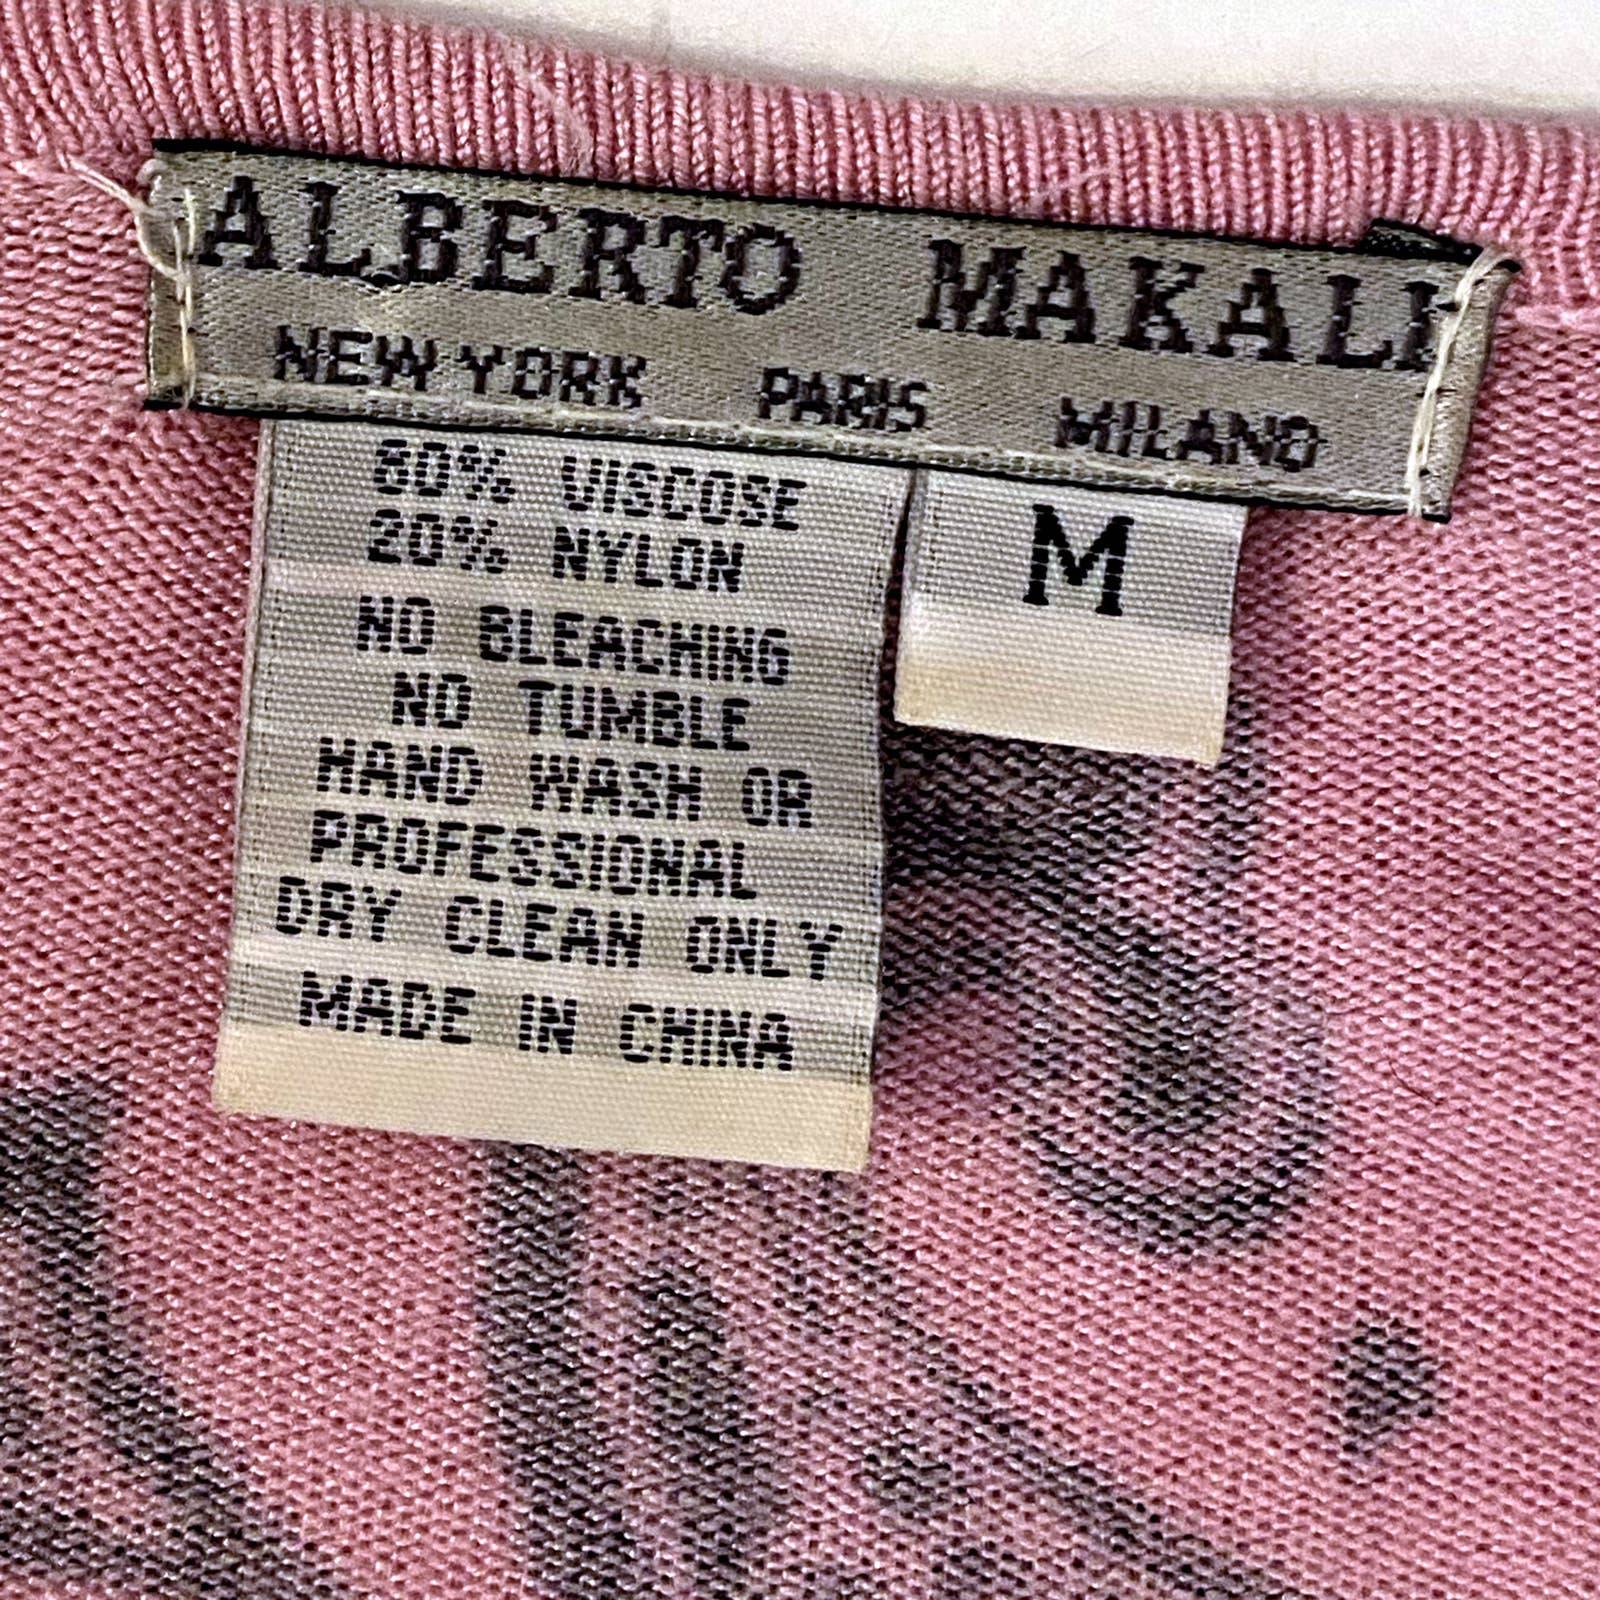 ALBERTO MAKALI
NEW YORK PARIS MILANO
80% VISCOSE
20% NYLON
NO BLEACHING
NO TUMBLE
HAND WASH OR
PROFESSIONAL
DRY CLEAN ONLY
MADE IN CHINA
M